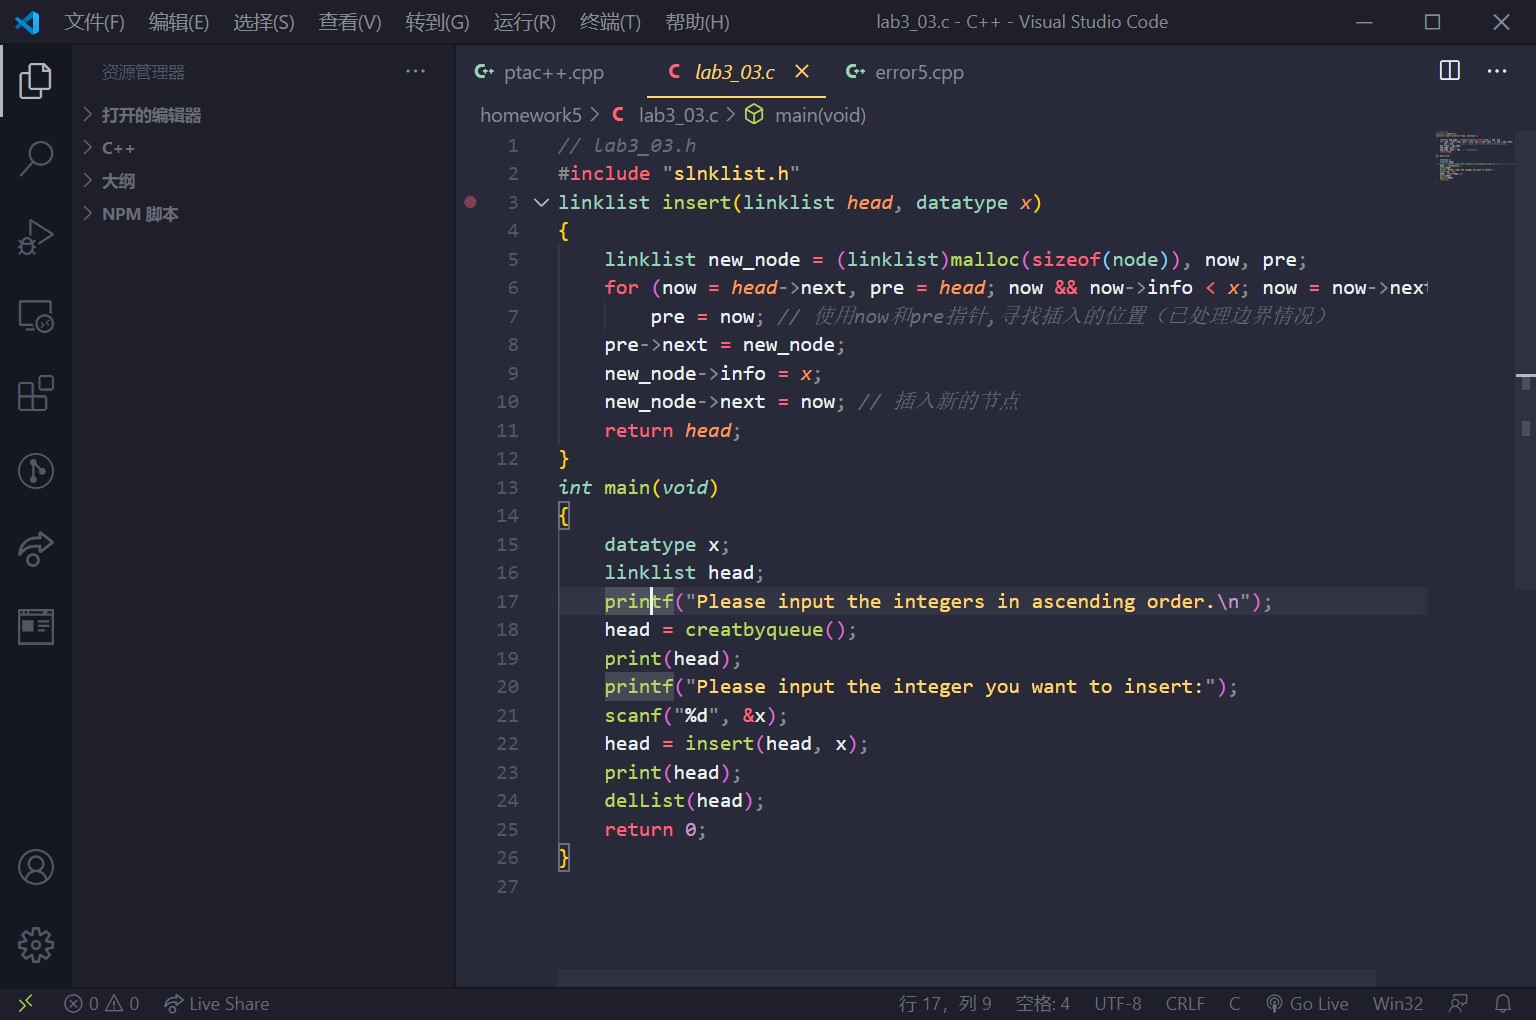 文件(F) 编辑(E) 选择(S) 查看(V) 转到(G) 运行(R) 终端(T) 帮助(H) lab3_03.c - C++ - Visual Studio Code
资源管理器 ···
打开的编辑器
C++
大纲
NPM 脚本
C++ ptac++.cpp C lab3_03.c C++ error5.cpp
homework5 > C lab3_03.c > main(void)
1 // lab3_03.h
2 #include "slnklist.h"
3 linklist insert(linklist head, datatype x)
4 {
5 linklist new_node = (linklist)malloc(sizeof(node)), now, pre;
6 for (now = head->next, pre = head; now && now->info < x; now = now->next
7 pre = now; // 使用now和pre指针,寻找插入的位置（已处理边界情况）
8 pre->next = new_node;
9 new_node->info = x;
10 new_node->next = now; // 插入新的节点
11 return head;
12 }
13 int main(void)
14 {
15 datatype x;
16 linklist head;
17 printf("Please input the integers in ascending order.\n");
18 head = creatbyqueue();
19 print(head);
20 printf("Please input the integer you want to insert:");
21 scanf("%d", &x);
22 head = insert(head, x);
23 print(head);
24 delList(head);
25 return 0;
26 }
27
0 0 Live Share 行 17，列 9 空格: 4 UTF-8 CRLF C Go Live Win32